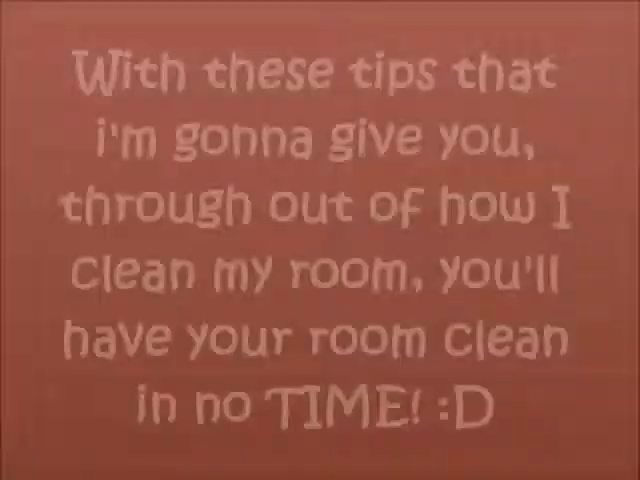 With these tips that
i'm gonna give you,
through out of how I
clean my room, you'll
have your room clean
in no TIME! :D